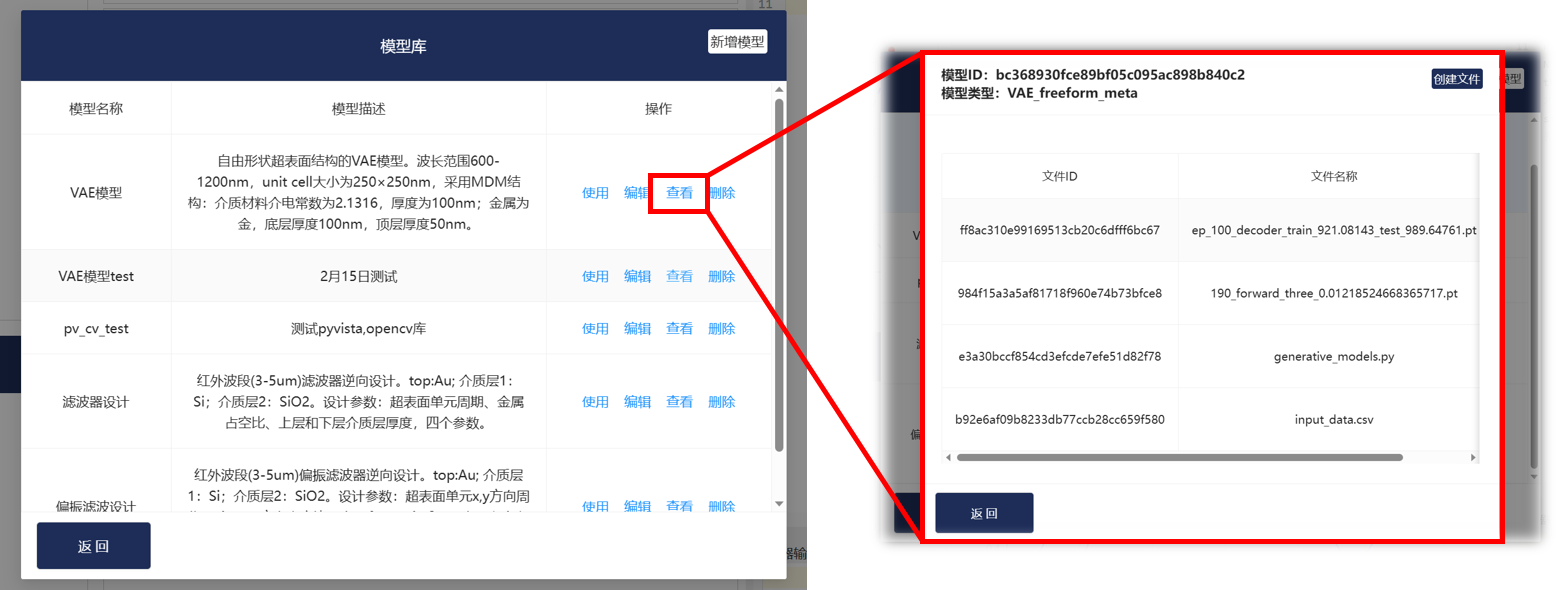 11
模型库
新增模型
模型名称 模型描述 操作
VAE模型
自由形状超表面结构的VAE模型。波长范围600-
1200nm，unit cell大小为250×250nm，采用MDM结
构：介质材料介电常数为2.1316，厚度为100nm；金属为
金，底层厚度100nm，顶层厚度50nm。
使用 编辑 查看 删除
VAE模型test 2月15日测试 使用 编辑 查看 删除
pv_cv_test 测试pyvista,opencv库 使用 编辑 查看 删除
滤波器设计
红外波段(3-5um)滤波器逆向设计。top:Au; 介质层1：
Si；介质层2：SiO2。设计参数：超表面单元周期、金属
占空比、上层和下层介质层厚度，四个参数。
使用 编辑 查看 删除
偏振滤波设计
红外波段(3-5um)偏振滤波器逆向设计。top:Au; 介质层
1：Si；介质层2：SiO2。设计参数：超表面单元x,y方向周
使用 编辑 查看 删除
返 回
器输
模型ID：bc368930fce89bf05c095ac898b840c2
模型类型：VAE_freeform_meta
创建文件
模型
文件ID 文件名称
ff8ac310e99169513cb20c6dfff6bc67 ep_100_decoder_train_921.08143_test_989.64761.pt
984f15a3a5af81718f960e74b73bfce8 190_forward_three_0.01218524668365717.pt
e3a30bccf854cd3efcde7efe51d82f78 generative_models.py
b92e6af09b8233db77ccb28cc659f580 input_data.csv
返 回